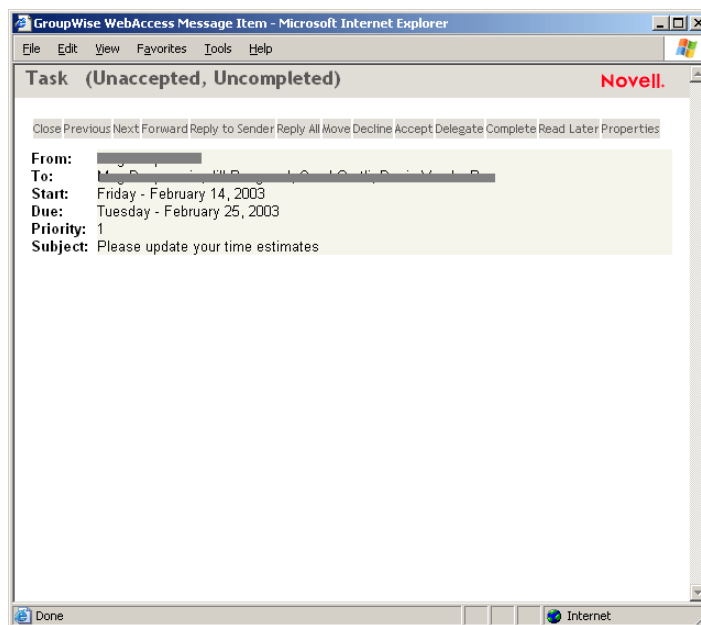 GroupWise WebAccess Message Item - Microsoft Internet Explorer
File Edit View Favorites Tools Help
Task (Unaccepted, Uncompleted) Novell.
Close Previous Next Forward Reply to Sender Reply All Move Decline Accept Delegate Complete Read Later Properties
From:
To:
Start: Friday - February 14, 2003
Due: Tuesday - February 25, 2003
Priority: 1
Subject: Please update your time estimates
Done Internet